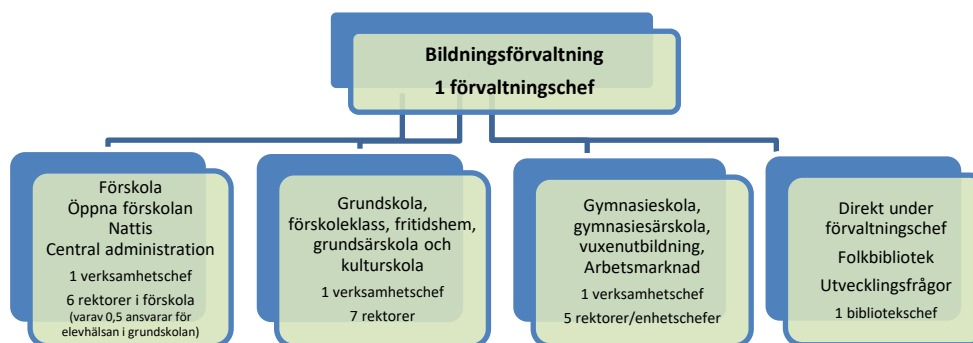 Bildningsförvaltning
1 förvaltningschef
Förskola
Öppna förskolan
Nattis
Central administration
1 verksamhetschef
6 rektorer i förskola
(varav 0,5 ansvarar för
elevhälsan i grundskolan)
Grundskola,
förskoleklass, fritidshem,
grundsärskola och
kulturskola
1 verksamhetschef
7 rektorer
Gymnasieskola,
gymnasiesärskola,
vuxenutbildning,
Arbetsmarknad
1 verksamhetschef
5 rektorer/enhetschefer
Direkt under
förvaltningschef
Folkbibliotek
Utvecklingsfrågor
1 bibliotekschef